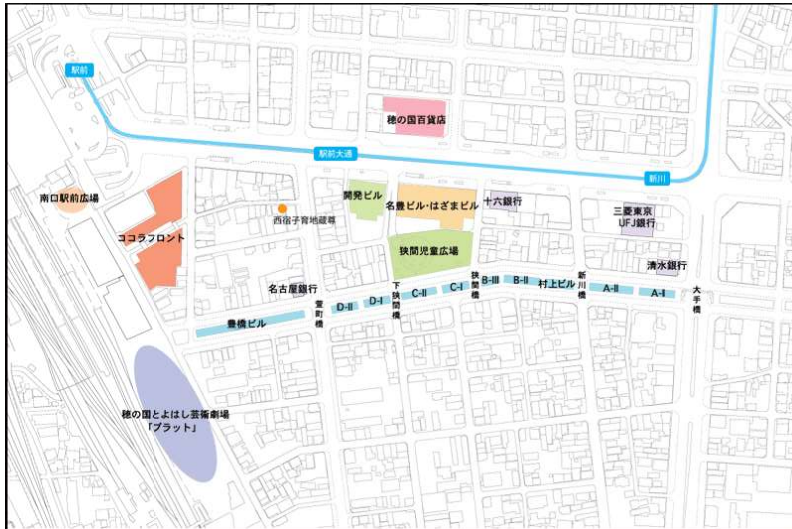 駅前
穂の国百貨店
駅前大通
新川
南口駅前広場
開発ビル
名豊ビル・はざまビル
十六銀行
西宿子育地蔵尊
三菱東京
UFJ銀行
ココラフロント
狭間児童広場
清水銀行
名古屋銀行
萱町橋
下狭間橋
狭間橋
新川橋
大手橋
豊橋ビル
D-II
D-I
C-II
C-I
B-III
B-II
村上ビル
A-II
A-I
穂の国とよはし芸術劇場
「プラット」